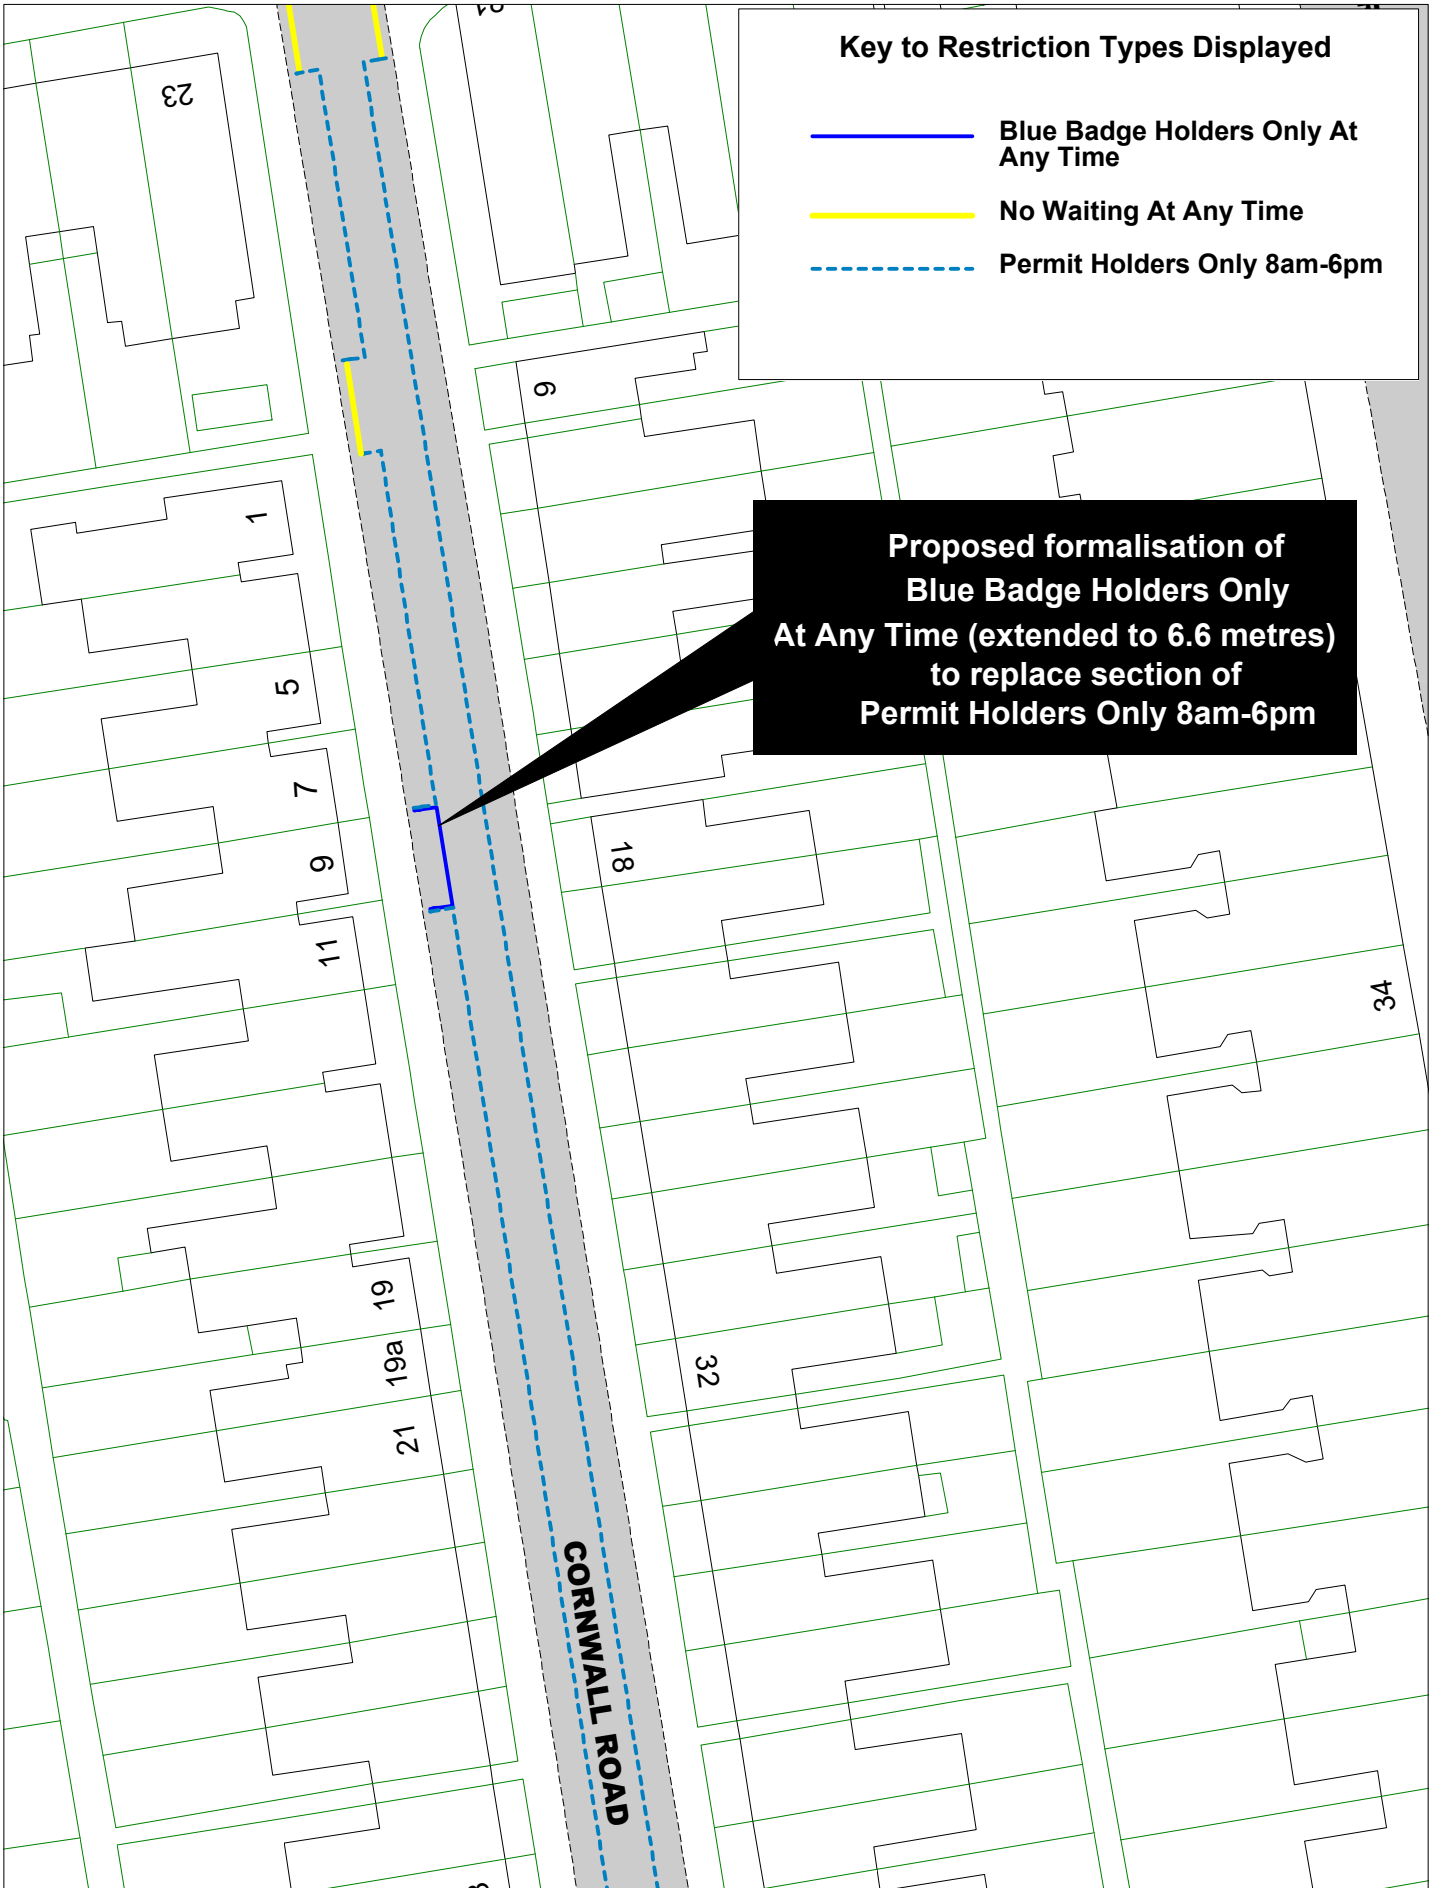 Key to Restriction Types Displayed
Blue Badge Holders Only At
Any Time
No Waiting At Any Time
Permit Holders Only 8am-6pm
23
6
1
Proposed formalisation of
Blue Badge Holders Only
At Any Time (extended to 6.6 metres)
to replace section of
Permit Holders Only 8am-6pm
5
7
9
18
11
34
19
19a
32
21
CORNWALL ROAD